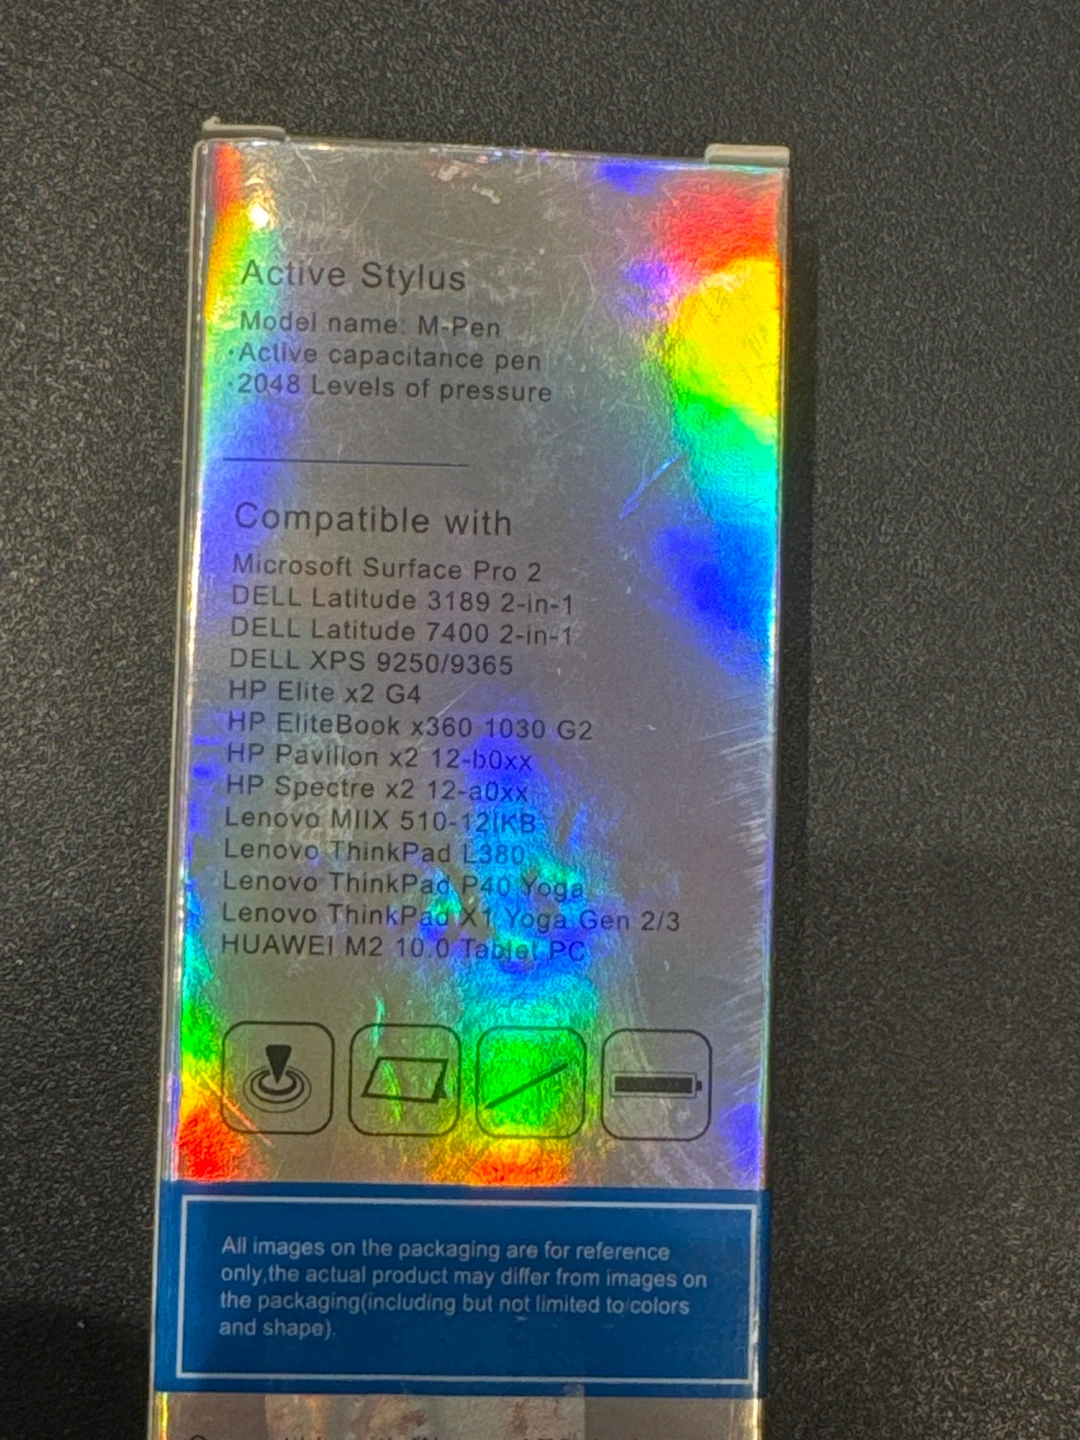 Active Stylus
Model name: M-Pen
·Active capacitance pen
·2048 Levels of pressure
Compatible with
Microsoft Surface Pro 2
DELL Latitude 3189 2-in-1
DELL Latitude 7400 2-in-1
DELL XPS 9250/9365
HP Elite x2 G4
HP EliteBook x360 1030 G2
HP Pavilion x2 12-b0xx
HP Spectre x2 12-a0xx
Lenovo MIIX 510-12IKB
Lenovo ThinkPad L380
Lenovo ThinkPad P40 Yoga
Lenovo ThinkPad X1 Yoga Gen 2/3
HUAWEI M2 10.0 Tablet PC
All images on the packaging are for reference
only,the actual product may differ from images on
the packaging(including but not limited to colors
and shape).